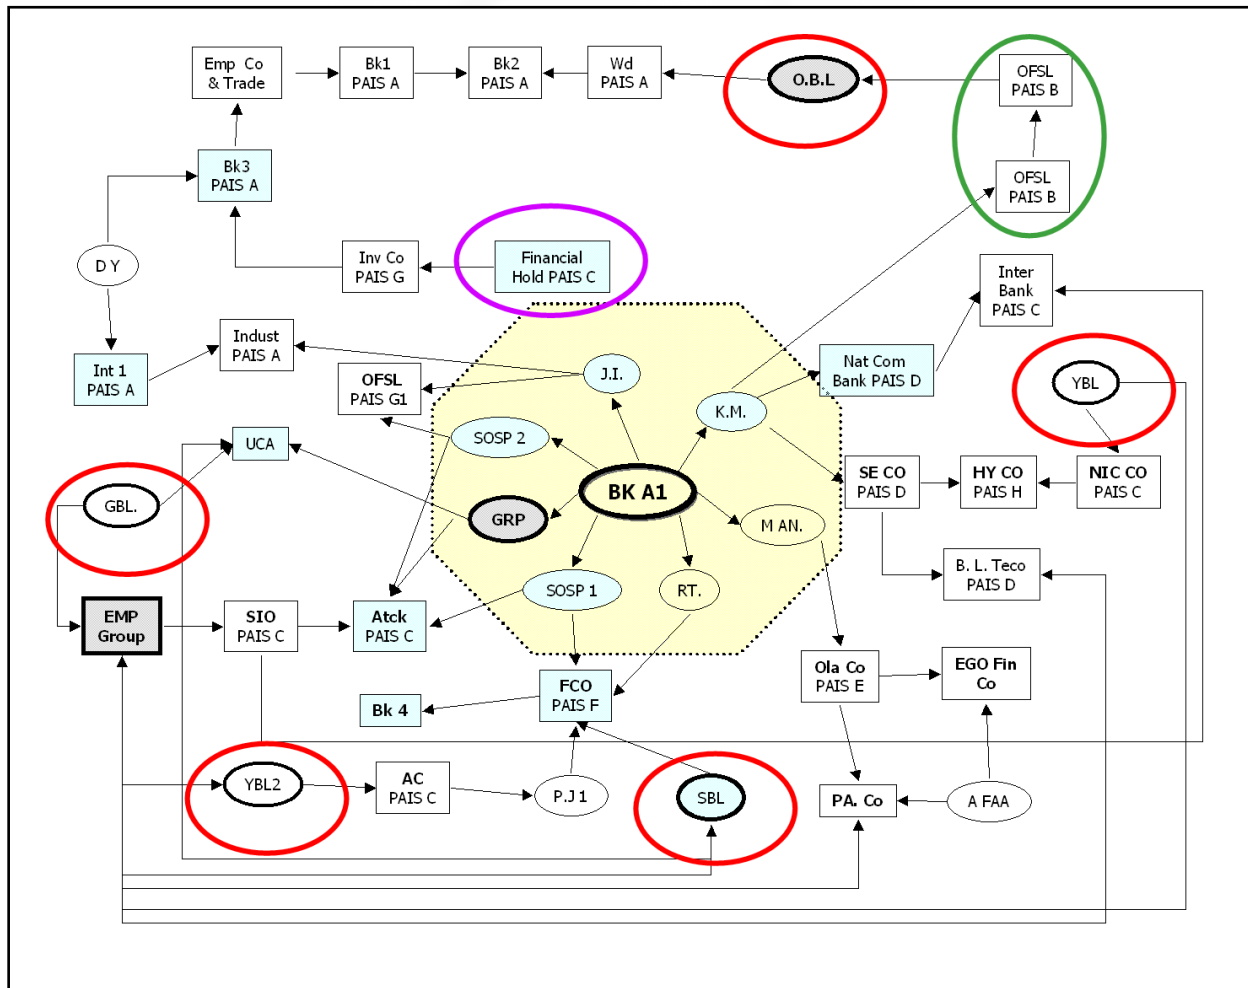 Emp Co
& Trade
Bk1
PAIS A
Bk2
PAIS A
Wd
PAIS A
O.B.L
OFSL
PAIS B
Bk3
PAIS A
OFSL
PAIS B
D Y
Inv Co
PAIS G
Financial
Hold PAIS C
Inter
Bank
PAIS C
Int 1
PAIS A
Indust
PAIS A
OFSL
PAIS G1
J.I.
K.M.
Nat Com
Bank PAIS D
YBL
UCA
SOSP 2
SE CO
PAIS D
HY CO
PAIS H
NIC CO
PAIS C
GBL.
GRP
BK A1
M AN.
B. L. Teco
PAIS D
EMP
Group
SIO
PAIS C
Atck
PAIS C
SOSP 1
RT.
Ola Co
PAIS E
EGO Fin
Co
Bk 4
FCO
PAIS F
YBL2
AC
PAIS C
P.J 1
SBL
PA. Co
A FAA